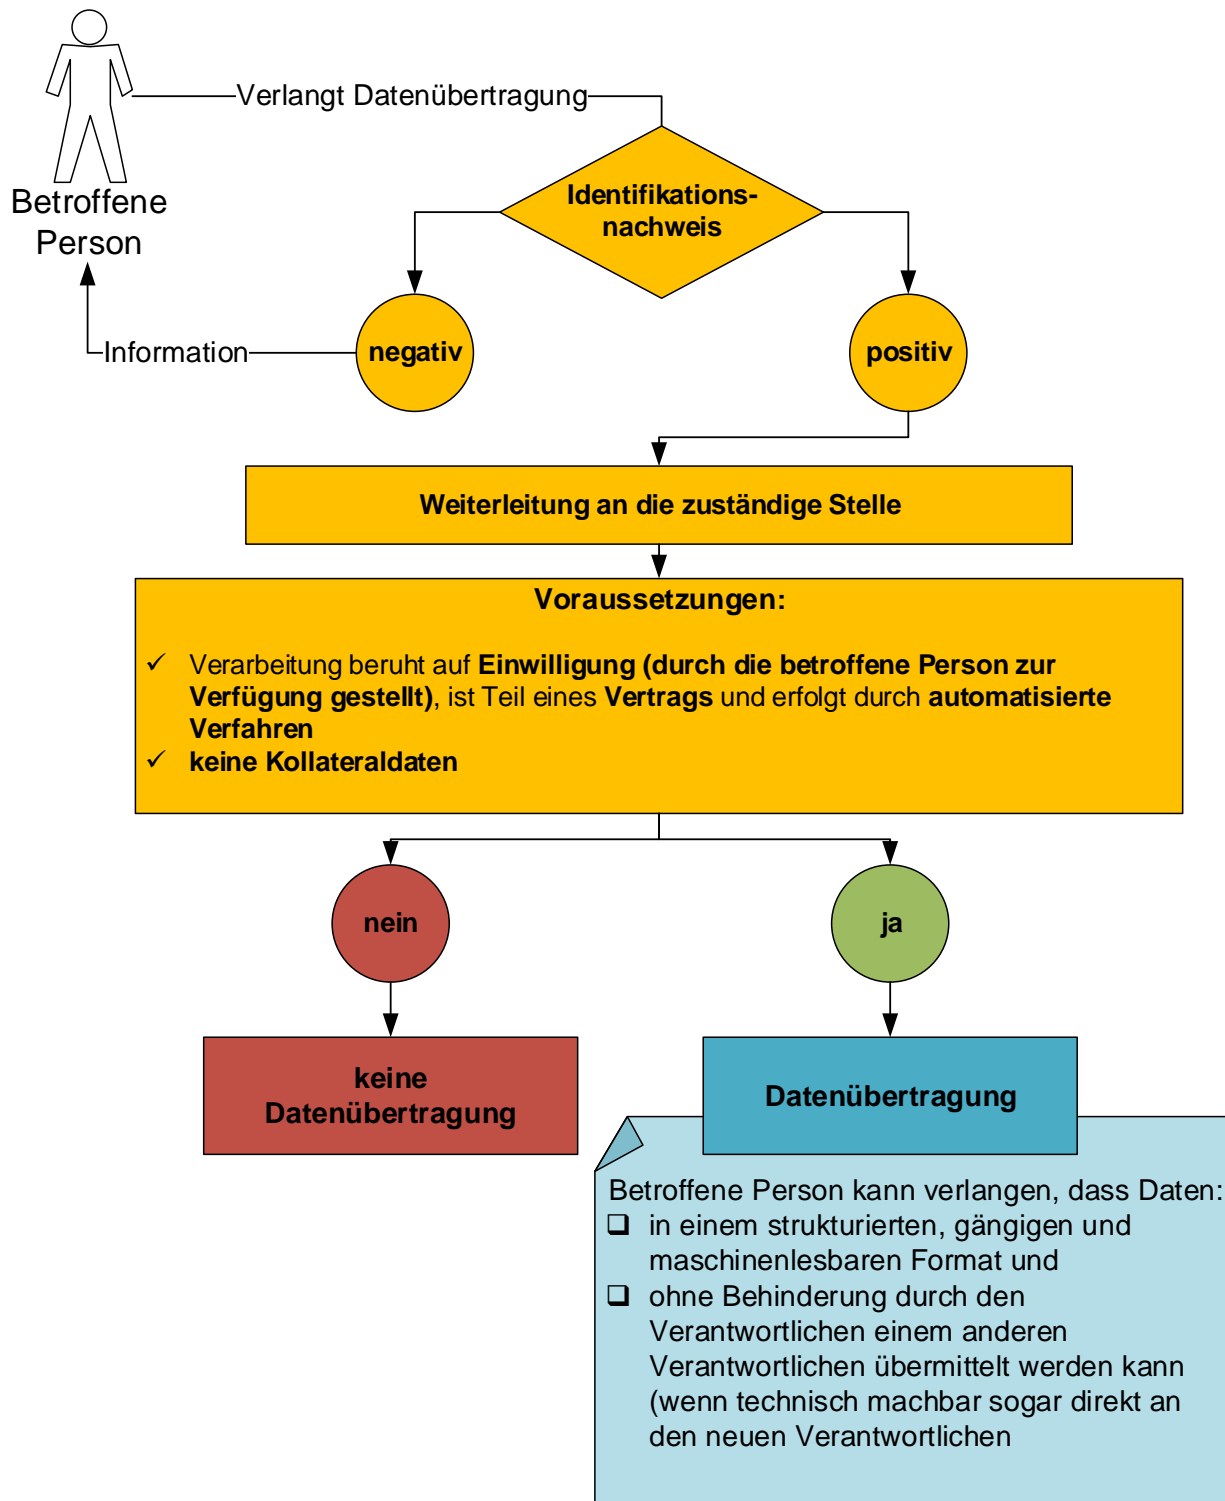 Verlangt Datenübertragung
Betroffene
Person
Identifikations-
nachweis
Information
negativ
positiv
Weiterleitung an die zuständige Stelle
Voraussetzungen:
✓ Verarbeitung beruht auf Einwilligung (durch die betroffene Person zur
Verfügung gestellt), ist Teil eines Vertrags und erfolgt durch automatisierte
Verfahren
✓ keine Kollateraldaten
nein
ja
keine
Datenübertragung
Datenübertragung
Betroffene Person kann verlangen, dass Daten:
❑ in einem strukturierten, gängigen und
maschinenlesbaren Format und
❑ ohne Behinderung durch den
Verantwortlichen einem anderen
Verantwortlichen übermittelt werden kann
(wenn technisch machbar sogar direkt an
den neuen Verantwortlichen